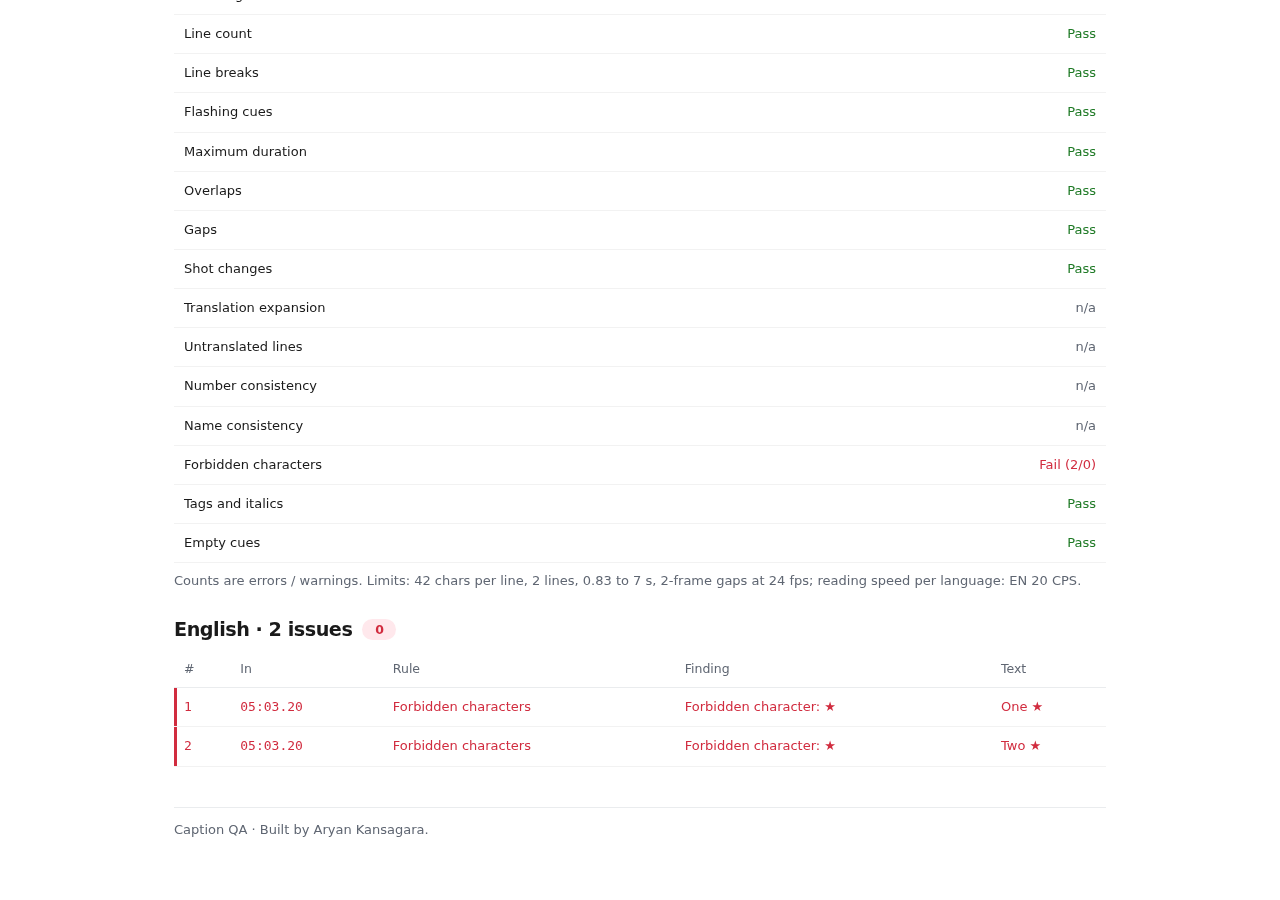 Line count Pass
Line breaks Pass
Flashing cues Pass
Maximum duration Pass
Overlaps Pass
Gaps Pass
Shot changes Pass
Translation expansion n/a
Untranslated lines n/a
Number consistency n/a
Name consistency n/a
Forbidden characters Fail (2/0)
Tags and italics Pass
Empty cues Pass
Counts are errors / warnings. Limits: 42 chars per line, 2 lines, 0.83 to 7 s, 2-frame gaps at 24 fps; reading speed per language: EN 20 CPS.
English · 2 issues 0
# In Rule Finding Text
1 05:03.20 Forbidden characters Forbidden character: ★ One ★
2 05:03.20 Forbidden characters Forbidden character: ★ Two ★
Caption QA · Built by Aryan Kansagara.